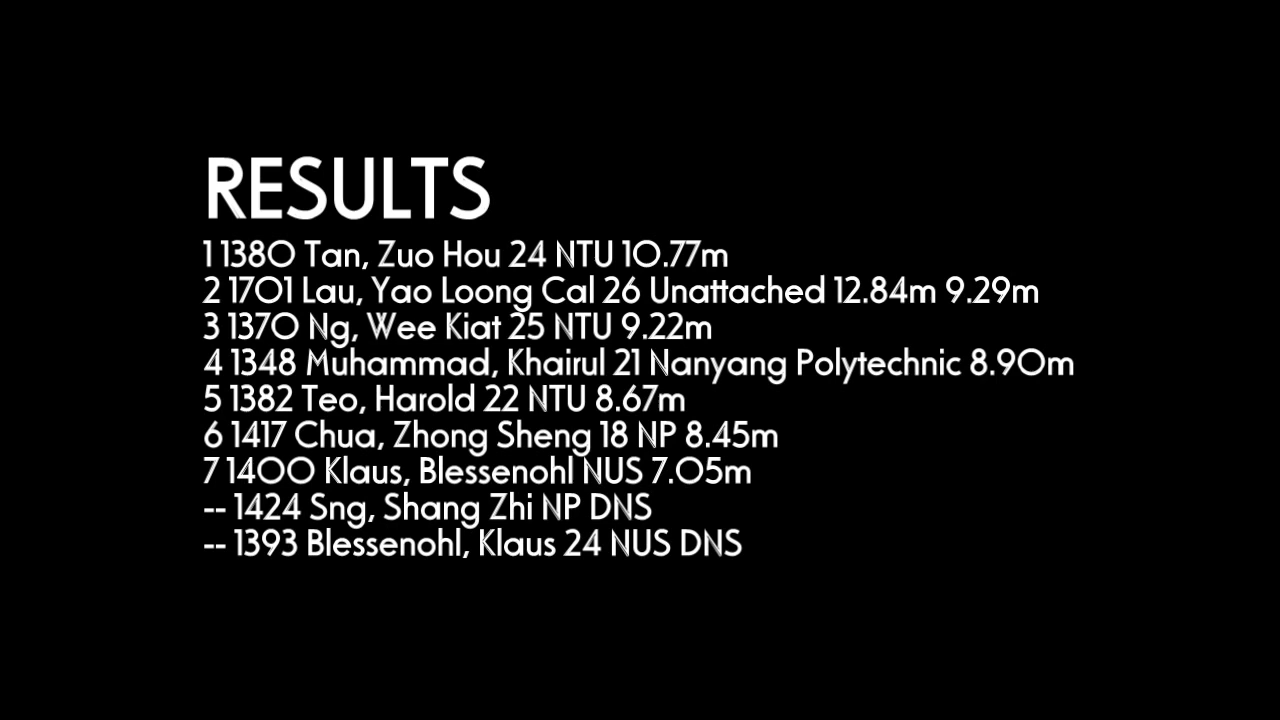 RESULTS
1 1380 Tan, Zuo Hou 24 NTU 10.77m
2 1701 Lau, Yao Loong Cal 26 Unattached 12.84m 9.29m
3 1370 Ng, Wee Kiat 25 NTU 9.22m
4 1348 Muhammad, Khairul 21 Nanyang Polytechnic 8.90m
5 1382 Teo, Harold 22 NTU 8.67m
6 1417 Chua, Zhong Sheng 18 NP 8.45m
7 1400 Klaus, Blessenohl NUS 7.05m
-- 1424 Sng, Shang Zhi NP DNS
-- 1393 Blessenohl, Klaus 24 NUS DNS